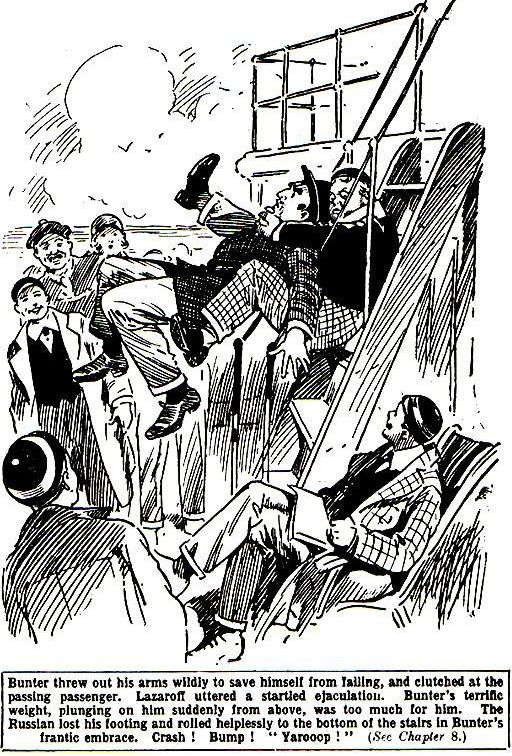 Bunter threw out his arms wildly to save himself from falling, and clutched at the
passing passenger. Lazaroff uttered a startled ejaculation. Bunter's terrific
weight, plunging on him suddenly from above, was too much for him. The
Russian lost his footing and rolled helplessly to the bottom of the stairs in Bunter's
frantic embrace. Crash ! Bump ! " Yarooop ! " (See Chapter 8.)